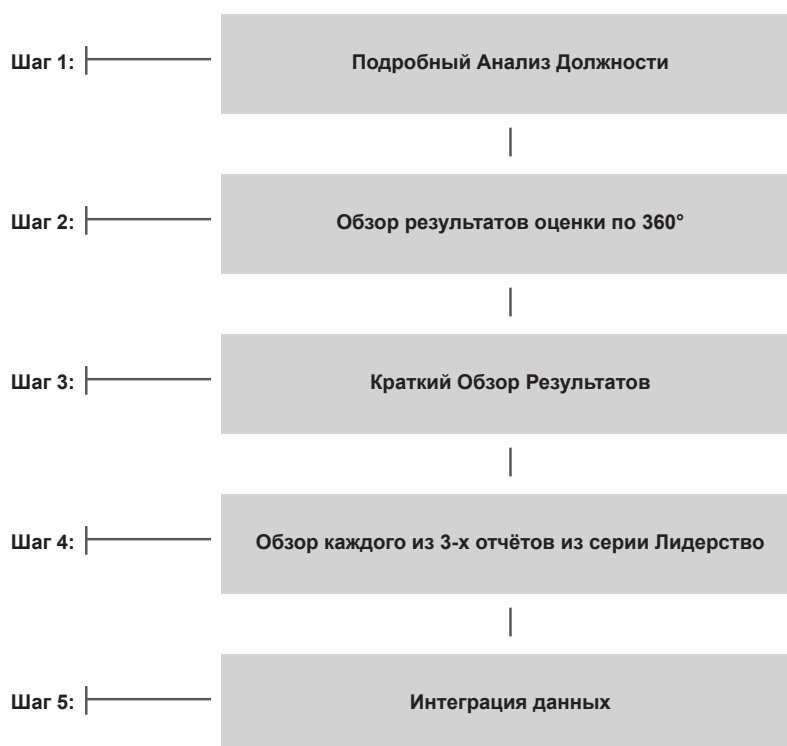 Шаг 1: Подробный Анализ Должности
Шаг 2: Обзор результатов оценки по 360°
Шаг 3: Краткий Обзор Результатов
Шаг 4: Обзор каждого из 3-х отчётов из серии Лидерство
Шаг 5: Интеграция данных